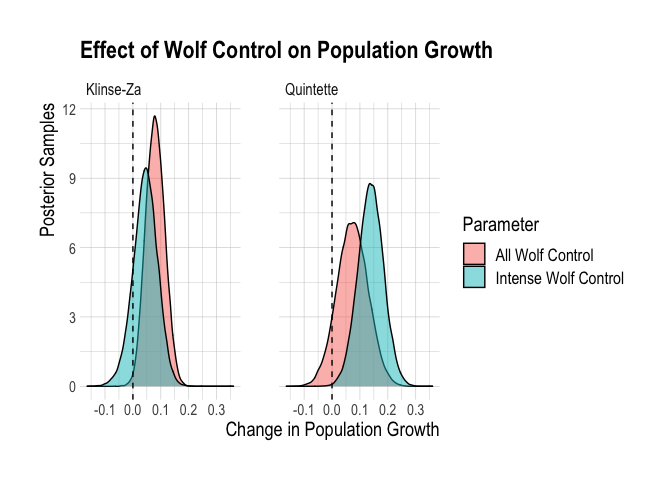 Effect of Wolf Control on Population Growth
Klinse-Za
Quintette
Posterior Samples
12
9
6
3
0
-0.1 0.0 0.1 0.2 0.3
-0.1 0.0 0.1 0.2 0.3
Change in Population Growth
Parameter
All Wolf Control
Intense Wolf Control